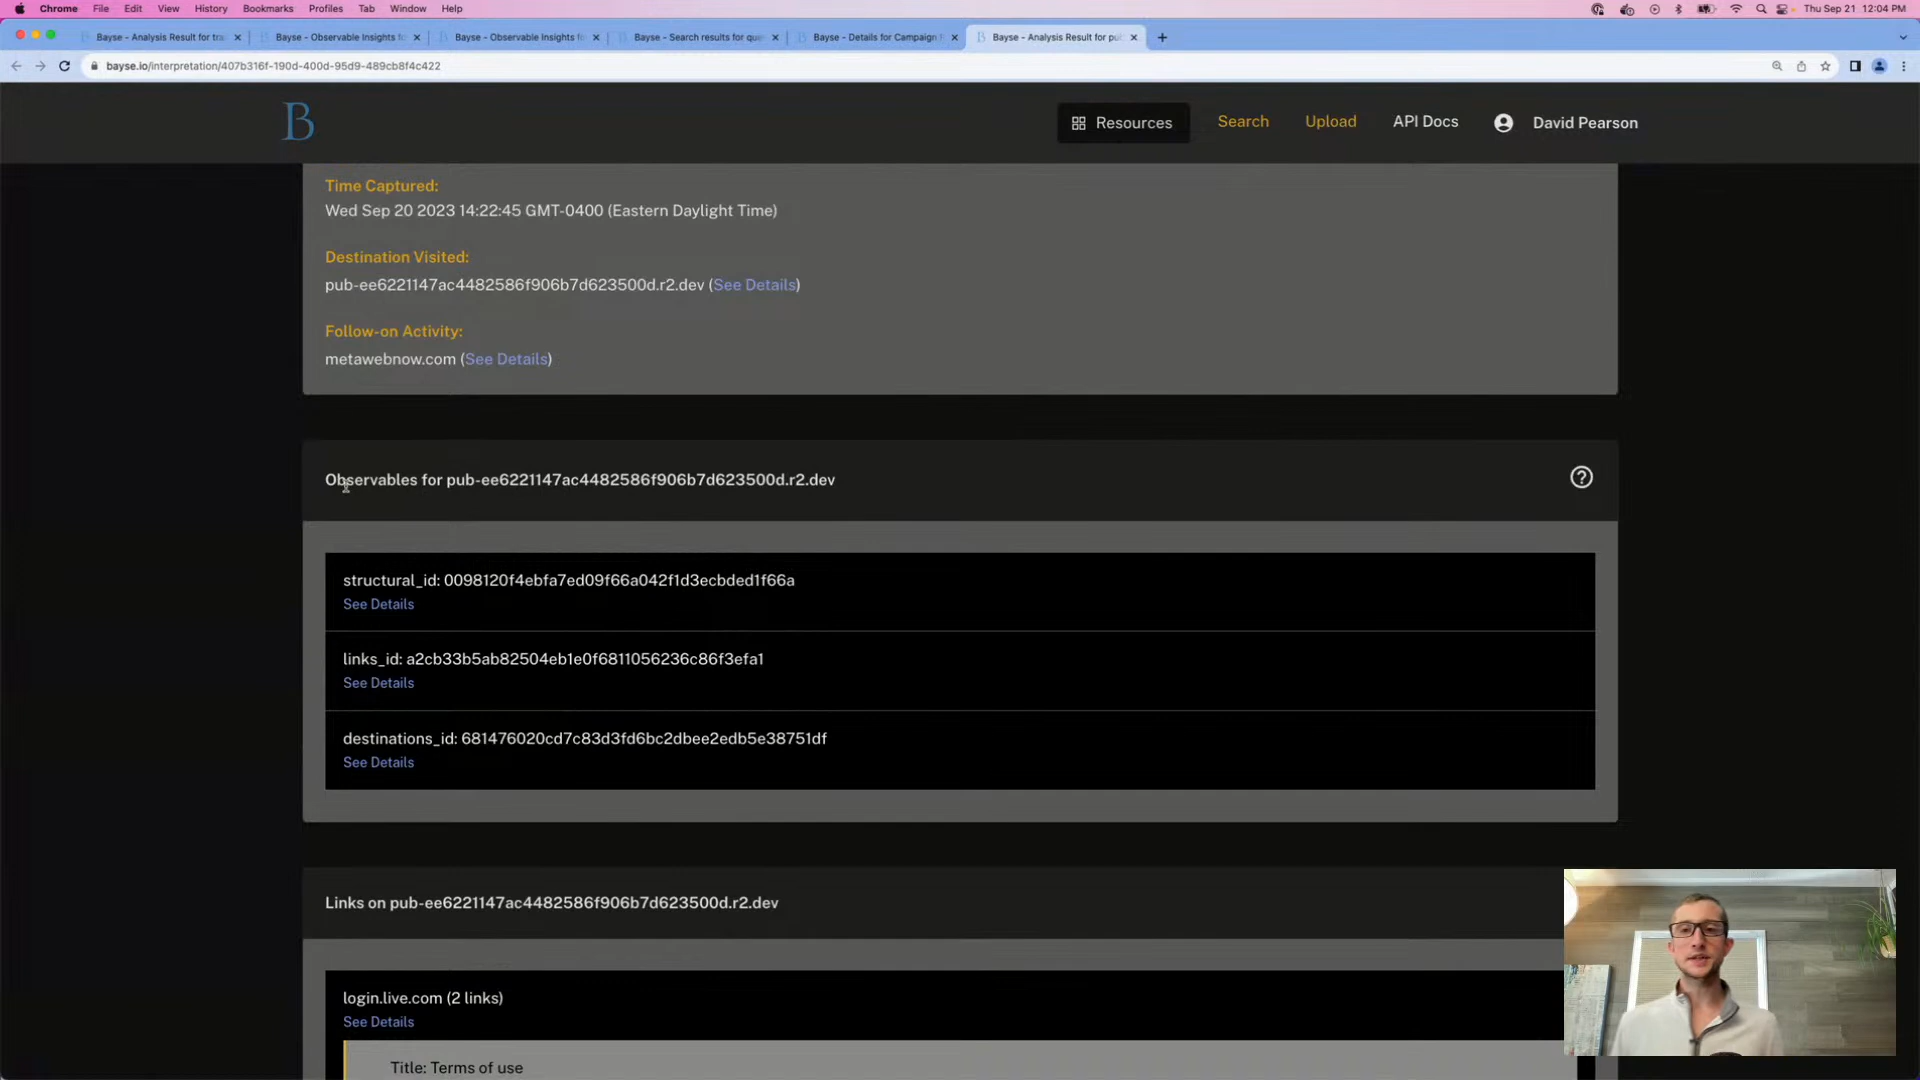 Chrome File Edit View History Bookmarks Profiles Tab Window Help Thu Sep 21 12:04 PM
Bayse - Analysis Result for tra
Bayse - Observable Insights fo
Bayse - Observable Insights fo
Bayse - Search results for que
Bayse - Details for Campaign
Bayse - Analysis Result for pu
bayse.io/interpretation/407b316f-190d-400d-95d9-489cb8f4c422
B
Resources
Search
Upload
API Docs
David Pearson
Time Captured:
Wed Sep 20 2023 14:22:45 GMT-0400 (Eastern Daylight Time)
Destination Visited:
pub-ee6221147ac4482586f906b7d623500d.r2.dev (See Details)
Follow-on Activity:
metawebnow.com (See Details)
Observables for pub-ee6221147ac4482586f906b7d623500d.r2.dev
structural_id: 0098120f4ebfa7ed09f66a042f1d3ecbded1f66a
See Details
links_id: a2cb33b5ab82504eb1e0f6811056236c86f3efa1
See Details
destinations_id: 681476020cd7c83d3fd6bc2dbee2edb5e38751df
See Details
Links on pub-ee6221147ac4482586f906b7d623500d.r2.dev
login.live.com (2 links)
See Details
Title: Terms of use